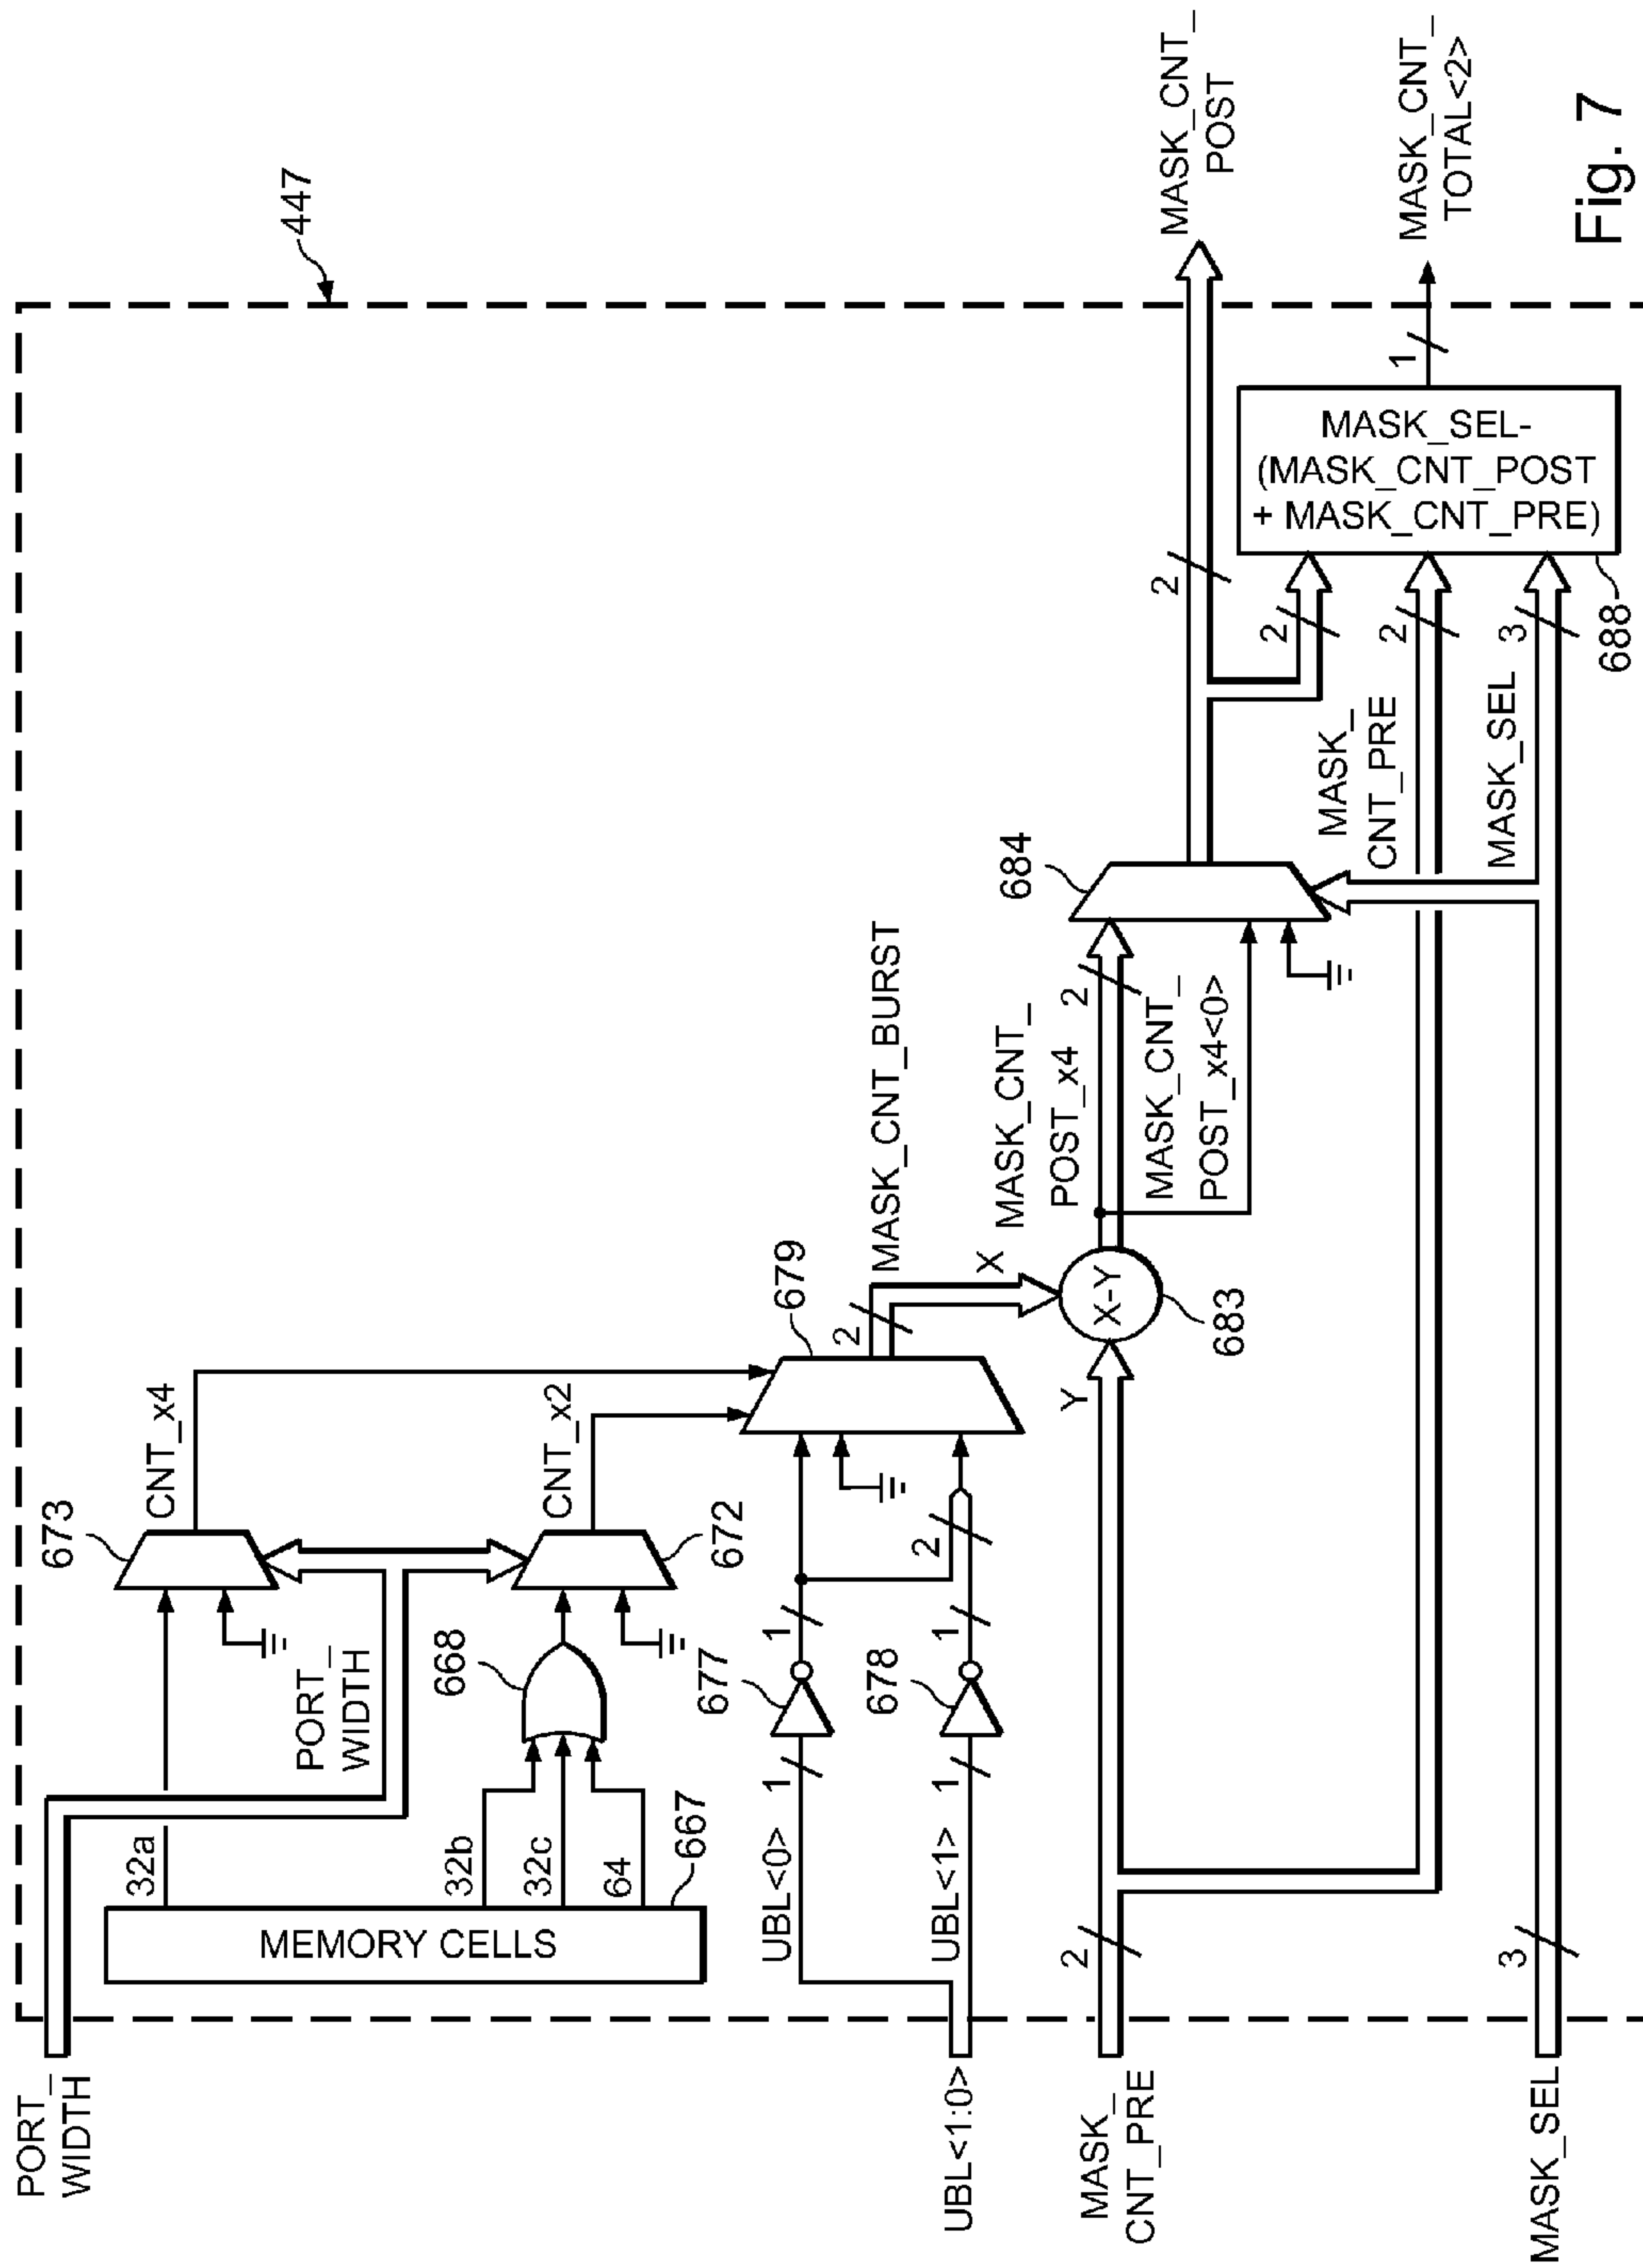 447
PORT_
WIDTH
673
CNT_x4
32a
PORT_
WIDTH
668
CNT_x2
672
32b
32c
64
667
MEMORY CELLS
679
UBL<0>
1
677
1
2
UBL<1>
1
678
1
UBL<1:0>
2
MASK_CNT_BURST
X
Y
X-Y
683
MASK_CNT_
POST_x4
2
MASK_CNT_
POST_x4<0>
684
2
MASK_CNT_
POST
MASK_
CNT_PRE
2
2
MASK_
CNT_PRE
2
MASK_SEL
3
MASK_SEL
3
MASK_SEL-
(MASK_CNT_POST
+ MASK_CNT_PRE)
688
1
MASK_CNT_
TOTAL<2>
Fig. 7